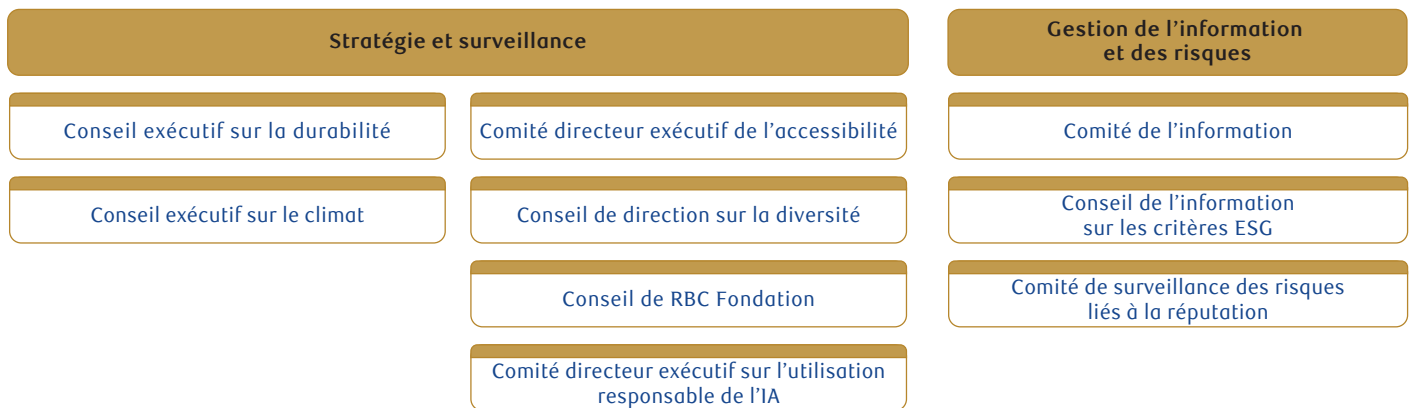 Stratégie et surveillance
Gestion de l’information
et des risques
Conseil exécutif sur la durabilité
Comité directeur exécutif de l’accessibilité
Comité de l’information
Conseil exécutif sur le climat
Conseil de direction sur la diversité
Conseil de l’information
sur les critères ESG
Conseil de RBC Fondation
Comité de surveillance des risques
liés à la réputation
Comité directeur exécutif sur l’utilisation
responsable de l’IA